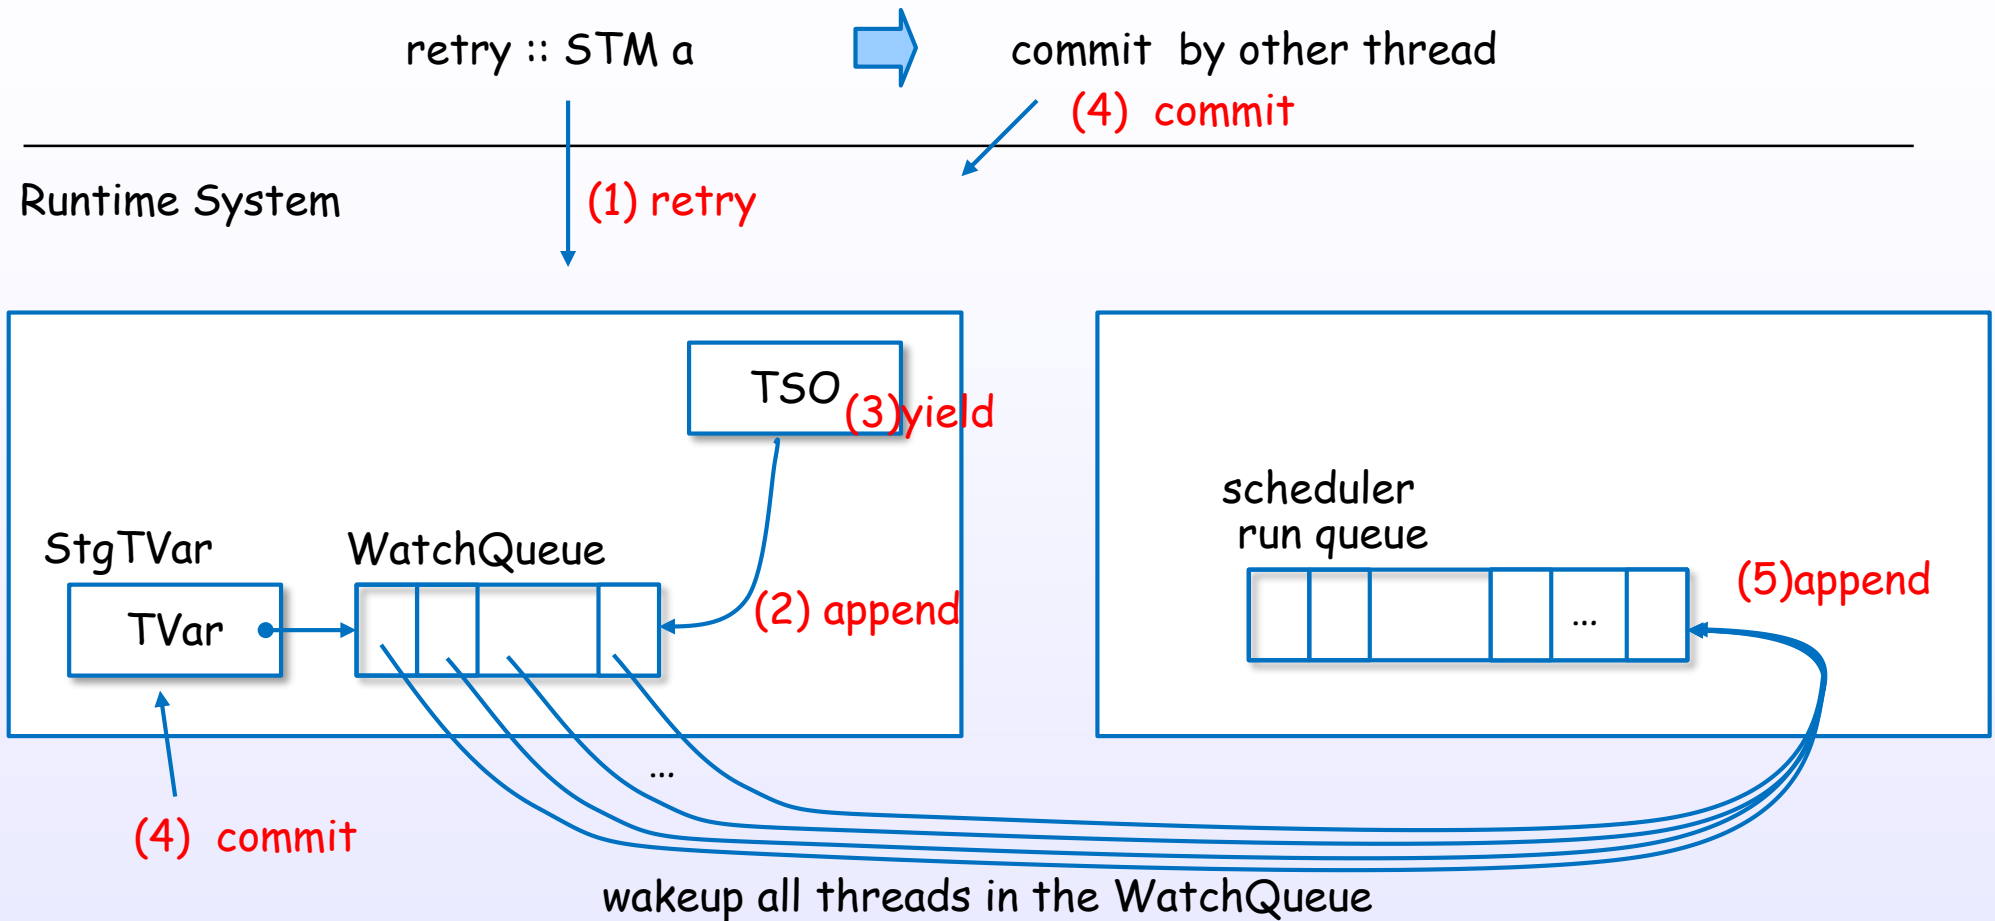 retry :: STM a
commit by other thread
(4) commit
Runtime System
(1) retry
TSO
(3)yield
scheduler
run queue
StgTVar
WatchQueue
(5)append
(2) append
TVar
...
...
(4) commit
wakeup all threads in the WatchQueue